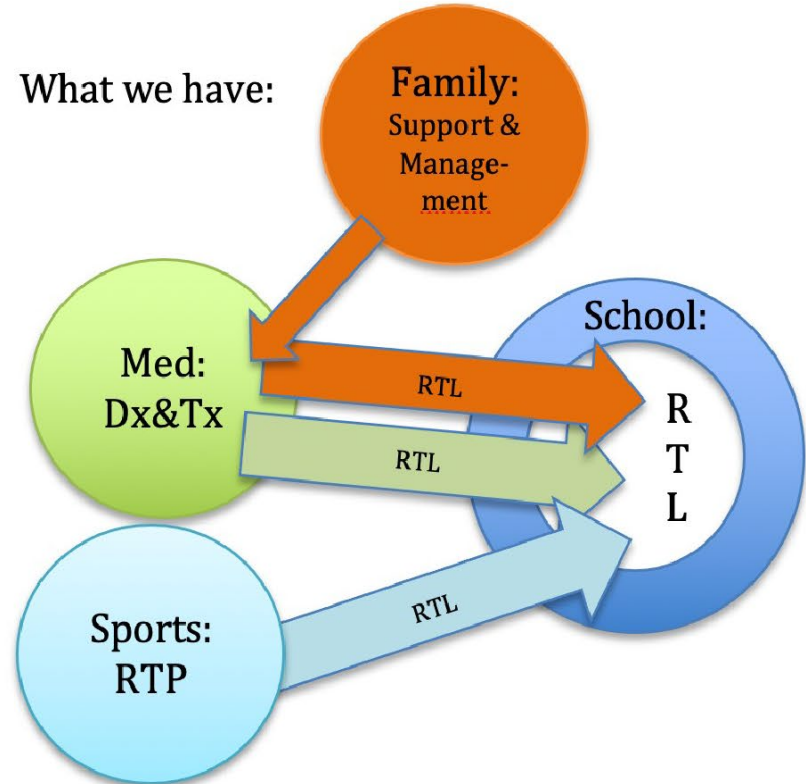 What we have:
Family:
Support &
Manage-
ment
School:
Med:
Dx&Tx
RTL
RTL
R
T
L
Sports:
RTP
RTL